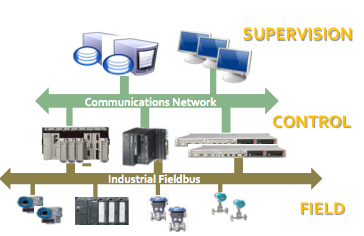 SUPERVISION
Communications Network
CONTROL
Industrial Fieldbus
FIELD